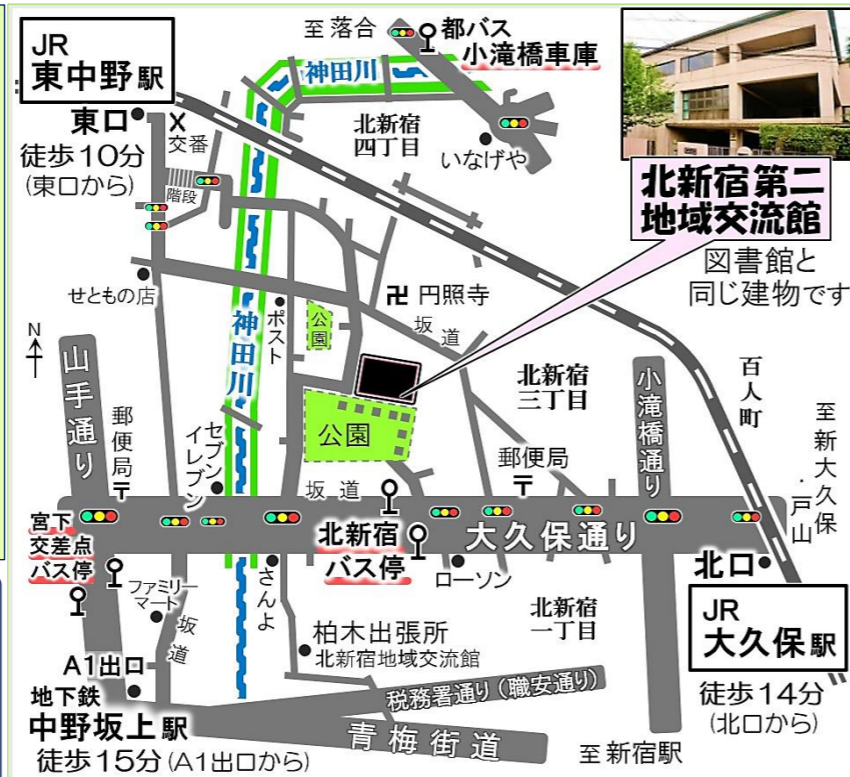 JR
東中野駅
東口
徒歩10分
(東口から)
X
交番
階段
至 落合
都バス
小滝橋車庫
神田川
北新宿
四丁目
いなげや
北新宿第二
地域交流館
図書館と
同じ建物です
せともの店
神田川
ポスト
公園
卍 円照寺
坂道
N
山手通り
郵便局
〒
セブン
イレブン
公園
坂道
北新宿
三丁目
郵便局
〒
小滝橋通り
百人町
至新大久保
・戸山
宮下
交差点
バス停
北新宿
バス停
大久保通り
北口
ファミリー
マート
坂道
さんよ
ローソン
北新宿
一丁目
JR
大久保駅
徒歩14分
(北口から)
柏木出張所
北新宿地域交流館
A1出口
地下鉄
中野坂上駅
徒歩15分(A1出口から)
税務署通り(職安通り)
青梅街道
至 新宿駅